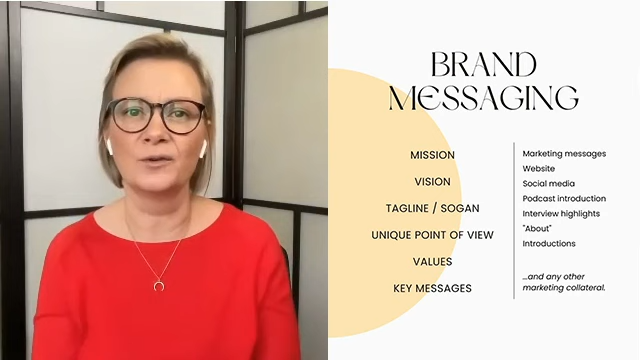 BRAND
MESSAGING
MISSION
VISION
TAGLINE / SOGAN
UNIQUE POINT OF VIEW
VALUES
KEY MESSAGES
Marketing messages
Website
Social media
Podcast introduction
Interview highlights
"About"
Introductions
...and any other
marketing collateral.